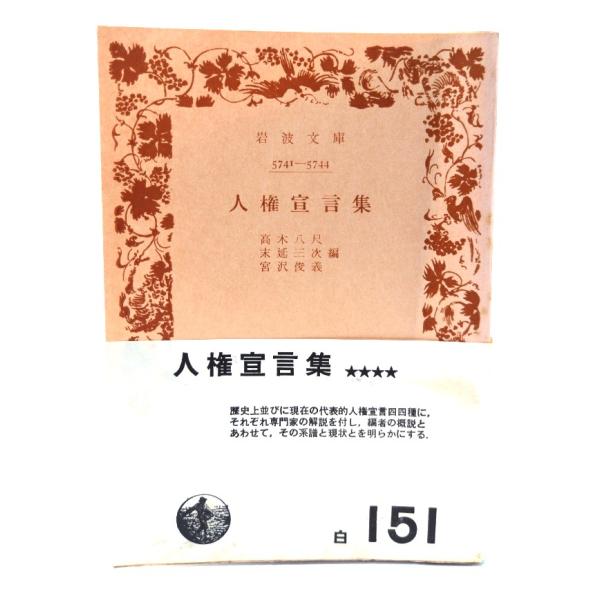 岩波文庫
5741—5744
人権宣言集
高木八尺
末延三次編
宮沢俊義
人権宣言集 ★★★★
歴史上並びに現在の代表的人権宣言四四種に,
それぞれ専門家の解説を付し, 編者の概説と
あわせて, その系譜と現状とを明らかにする.
白 151